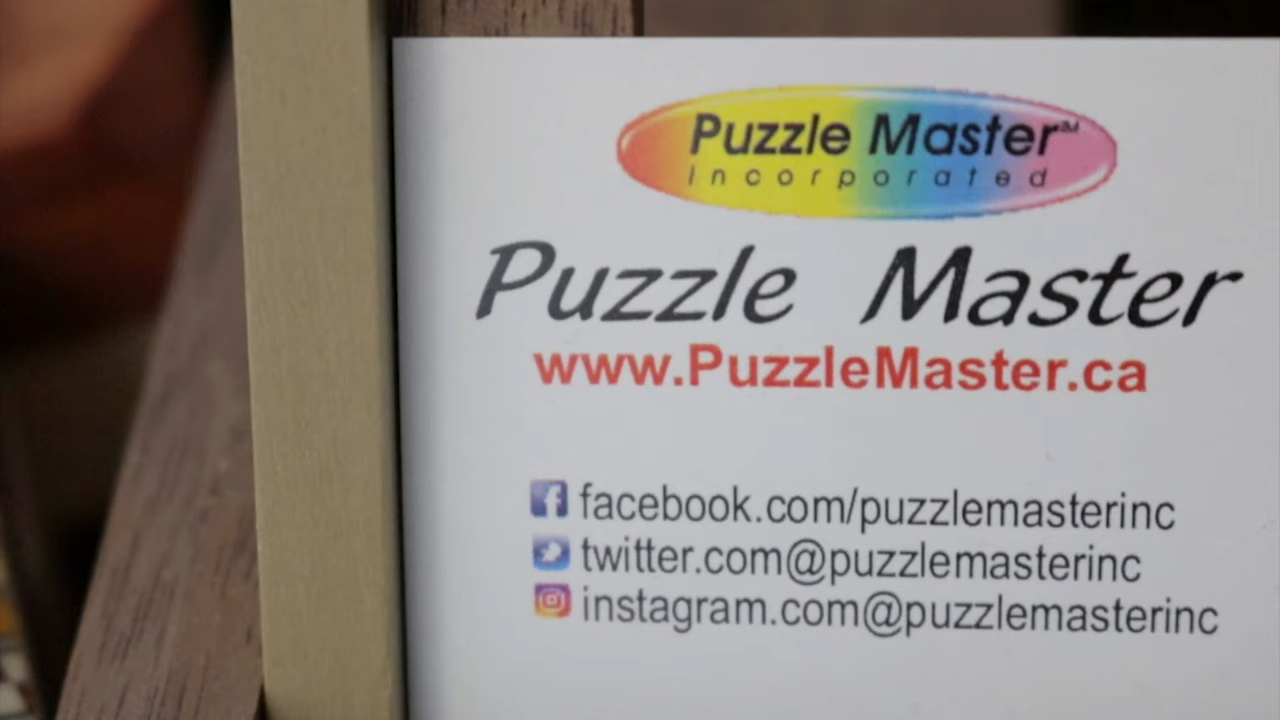 Puzzle Master™
Incorporated
Puzzle Master
www.PuzzleMaster.ca
facebook.com/puzzlemasterinc
twitter.com@puzzlemasterinc
instagram.com@puzzlemasterinc